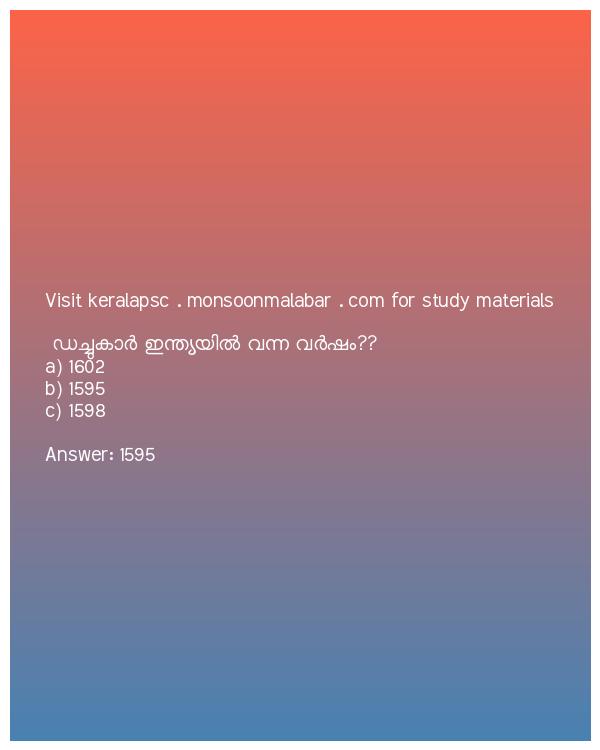 Visit keralapsc . monsoonmalabar . com for study materials
ഡച്ചുകാർ ഇന്ത്യയിൽ വന്ന വർഷം??
a) 1602
b) 1595
c) 1598
Answer: 1595